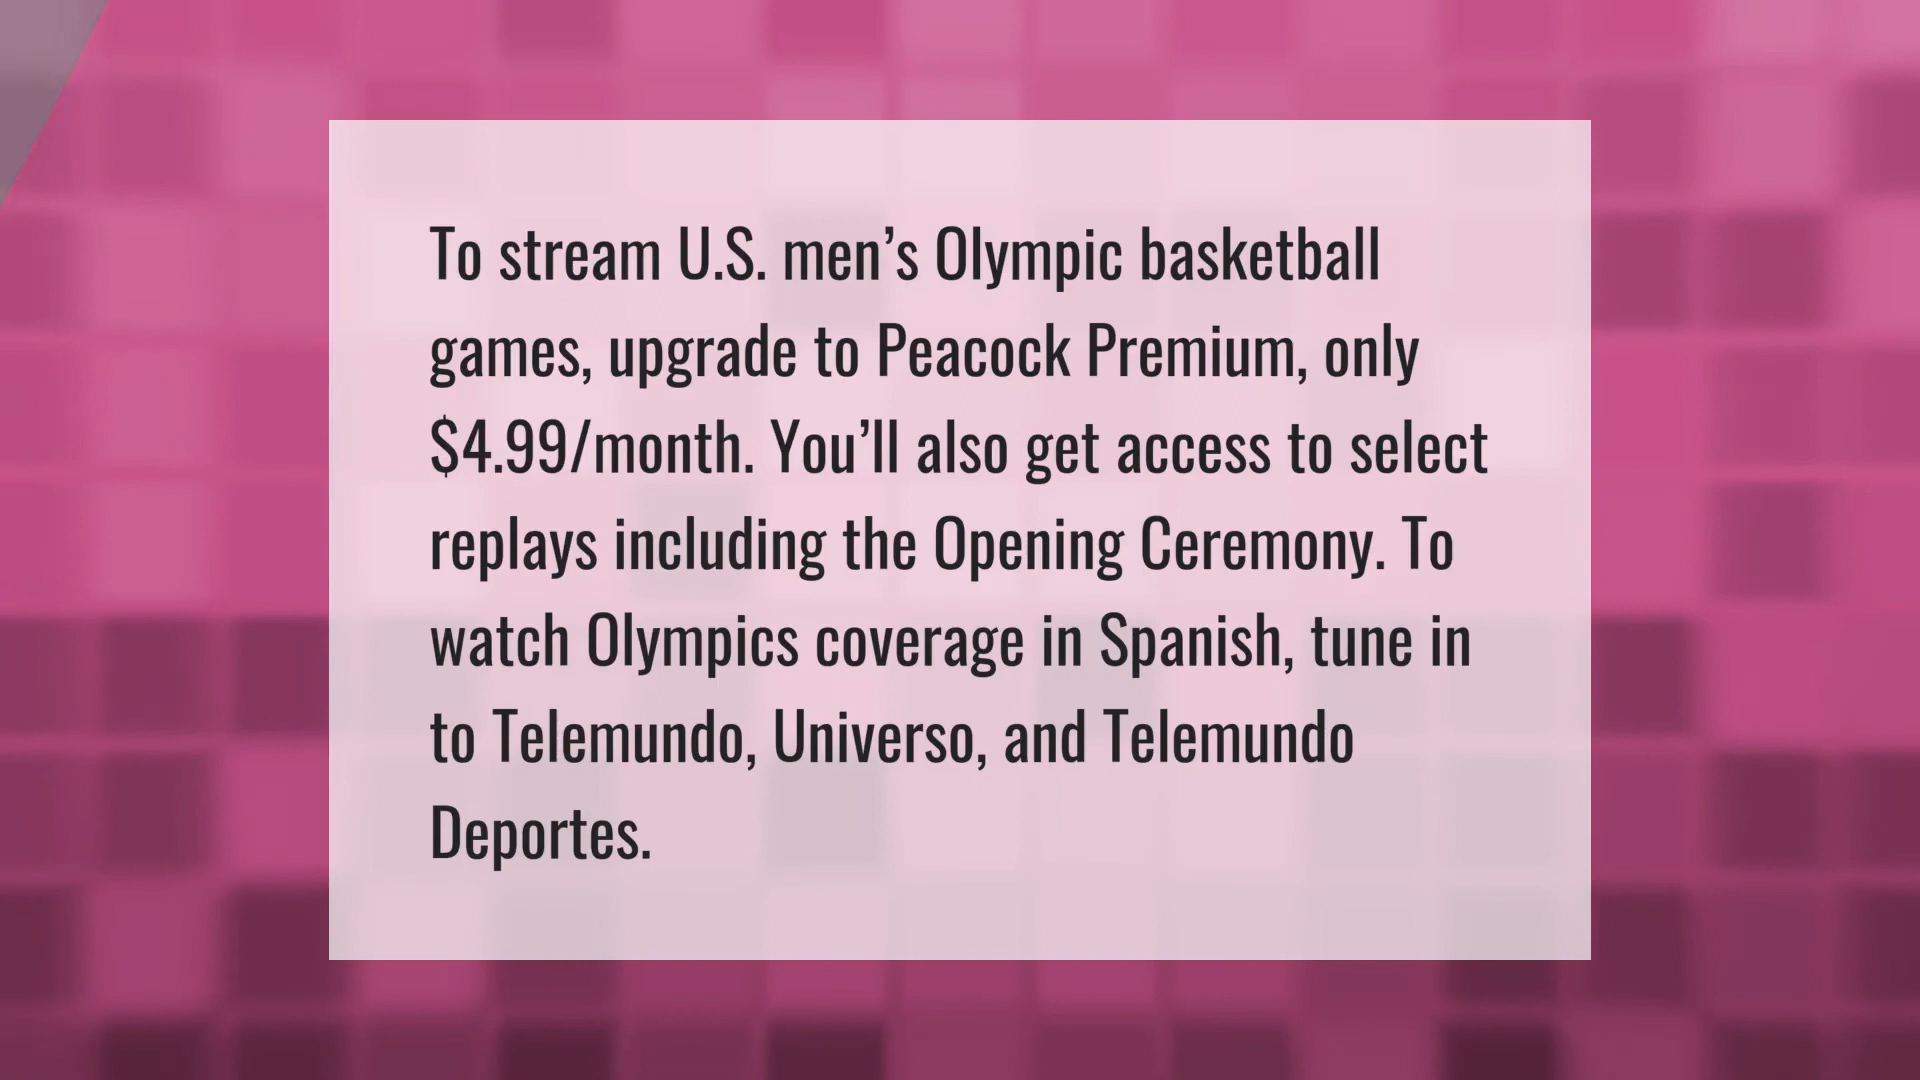 To stream U.S. men’s Olympic basketball
games, upgrade to Peacock Premium, only
$4.99/month. You’ll also get access to select
replays including the Opening Ceremony. To
watch Olympics coverage in Spanish, tune in
to Telemundo, Universo, and Telemundo
Deportes.